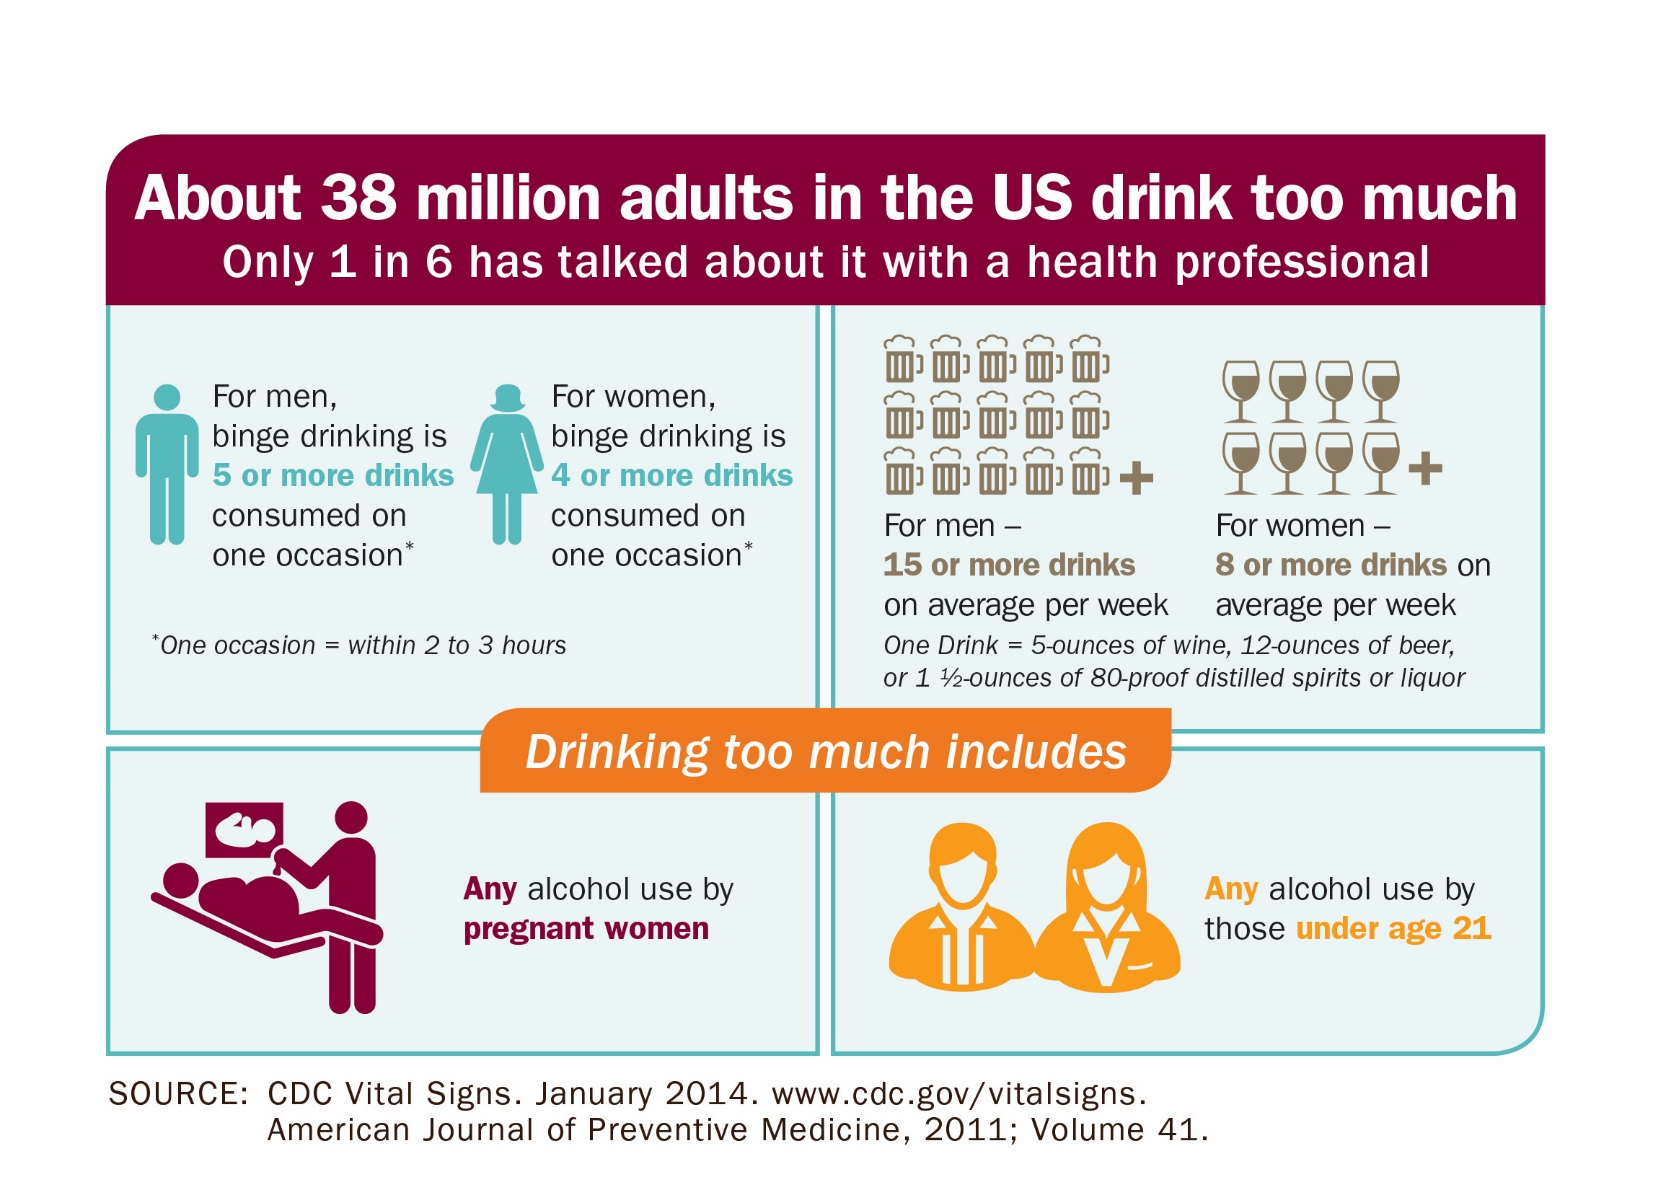 About 38 million adults in the US drink too much
Only 1 in 6 has talked about it with a health professional
For men,
binge drinking is
5 or more drinks
consumed on
one occasion*
For women,
binge drinking is
4 or more drinks
consumed on
one occasion*
*One occasion = within 2 to 3 hours
For men –
15 or more drinks
on average per week
For women –
8 or more drinks on
average per week
One Drink = 5-ounces of wine, 12-ounces of beer,
or 1 ½-ounces of 80-proof distilled spirits or liquor
Drinking too much includes
Any alcohol use by
pregnant women
Any alcohol use by
those under age 21
SOURCE: CDC Vital Signs. January 2014. www.cdc.gov/vitalsigns.
American Journal of Preventive Medicine, 2011; Volume 41.